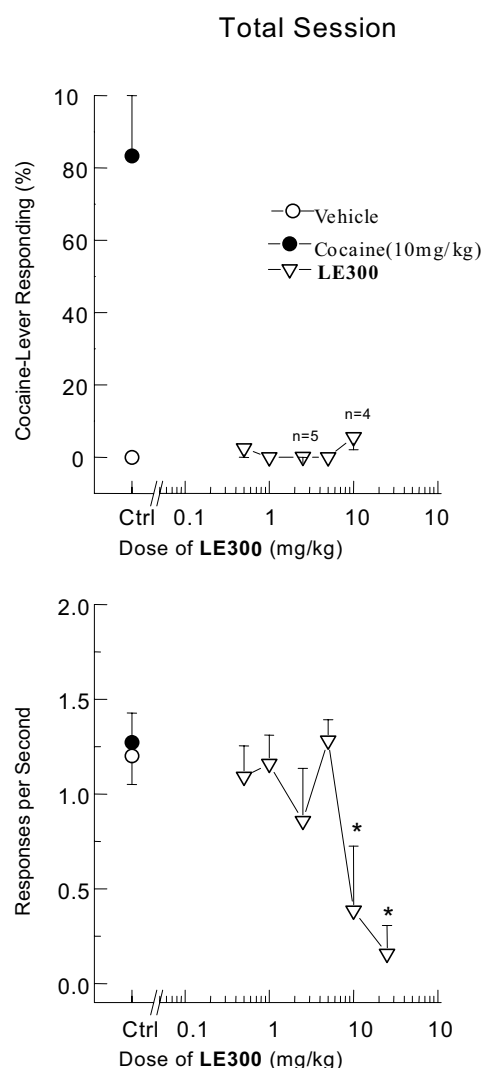 Total Session
Cocaine-Lever Responding (%)
10
80
60
40
20
0
Vehicle
Cocaine(10mg/kg)
LE300
n=5
n=4
Ctrl 0.1 1 10 10
Dose of LE300 (mg/kg)
Responses per Second
2.0
1.5
1.0
0.5
0.0
*
*
Ctrl 0.1 1 10 10
Dose of LE300 (mg/kg)